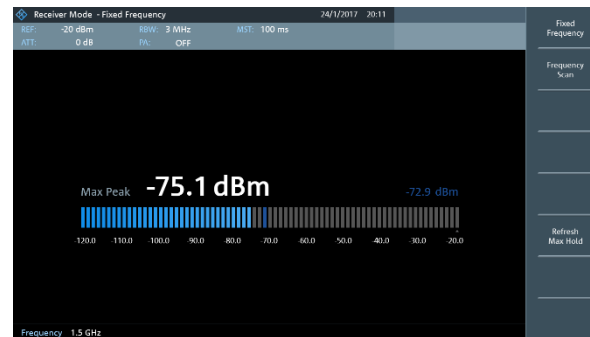 Receiver Mode - Fixed Frequency 24/1/2017 20:11
REF: -20 dBm RBW: 3 MHz MST: 100 ms
ATT: 0 dB PA: OFF
Fixed
Frequency
Frequency
Scan
Max Peak -75.1 dBm -72.9 dBm
-120.0 -110.0 -100.0 -90.0 -80.0 -70.0 -60.0 -50.0 -40.0 -30.0 -20.0
Refresh
Max Hold
Frequency 1.5 GHz